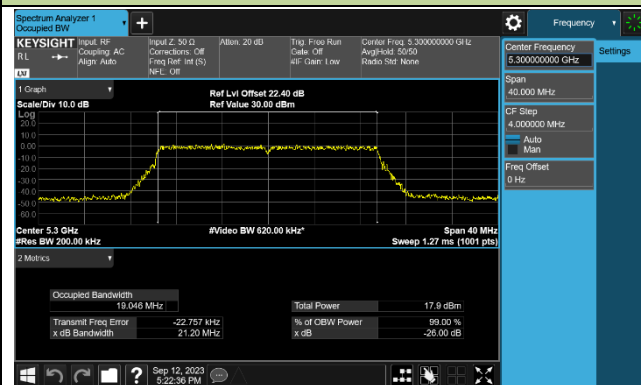 Spectrum Analyzer 1
Occupied BW
Frequency
KEYSIGHT
RL
LXI
Input: RF
Coupling: AC
Align: Auto
Input Z: 50 Ω
Corrections: Off
Freq Ref: Int (S)
NFE: Off
Atten: 20 dB
Trig: Free Run
Gate: Off
#IF Gain: Low
Center Freq: 5.300000000 GHz
Avg|Hold: 50/50
Radio Std: None
Center Frequency
5.300000000 GHz
Settings
Span
40.000 MHz
CF Step
4.000000 MHz
Auto
Man
Freq Offset
0 Hz
1 Graph
Scale/Div 10.0 dB
Ref Lvl Offset 22.40 dB
Ref Value 30.00 dBm
Log
20.0
10.0
0.00
-10.0
-20.0
-30.0
-40.0
-50.0
-60.0
Center 5.3 GHz
#Video BW 620.00 kHz*
Span 40 MHz
#Res BW 200.00 kHz
Sweep 1.27 ms (1001 pts)
2 Metrics
Occupied Bandwidth
19.046 MHz
Total Power 17.9 dBm
Transmit Freq Error -22.757 kHz
% of OBW Power 99.00 %
x dB Bandwidth 21.20 MHz
x dB -26.00 dB
?
Sep 12, 2023
5:22:36 PM